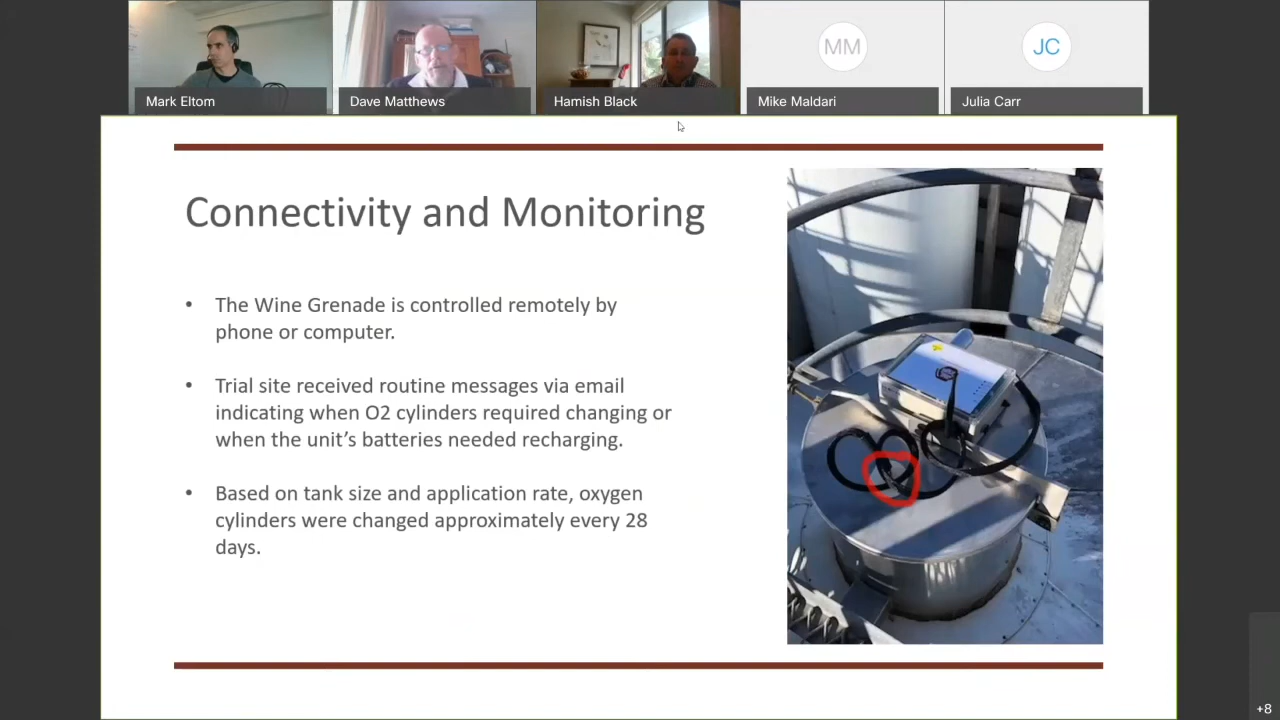 MM
JC
Mark Eltom
Dave Matthews
Hamish Black
Mike Maldari
Julia Carr
Connectivity and Monitoring
• The Wine Grenade is controlled remotely by
phone or computer.
• Trial site received routine messages via email
indicating when O2 cylinders required changing or
when the unit's batteries needed recharging.
• Based on tank size and application rate, oxygen
cylinders were changed approximately every 28
days.
+8